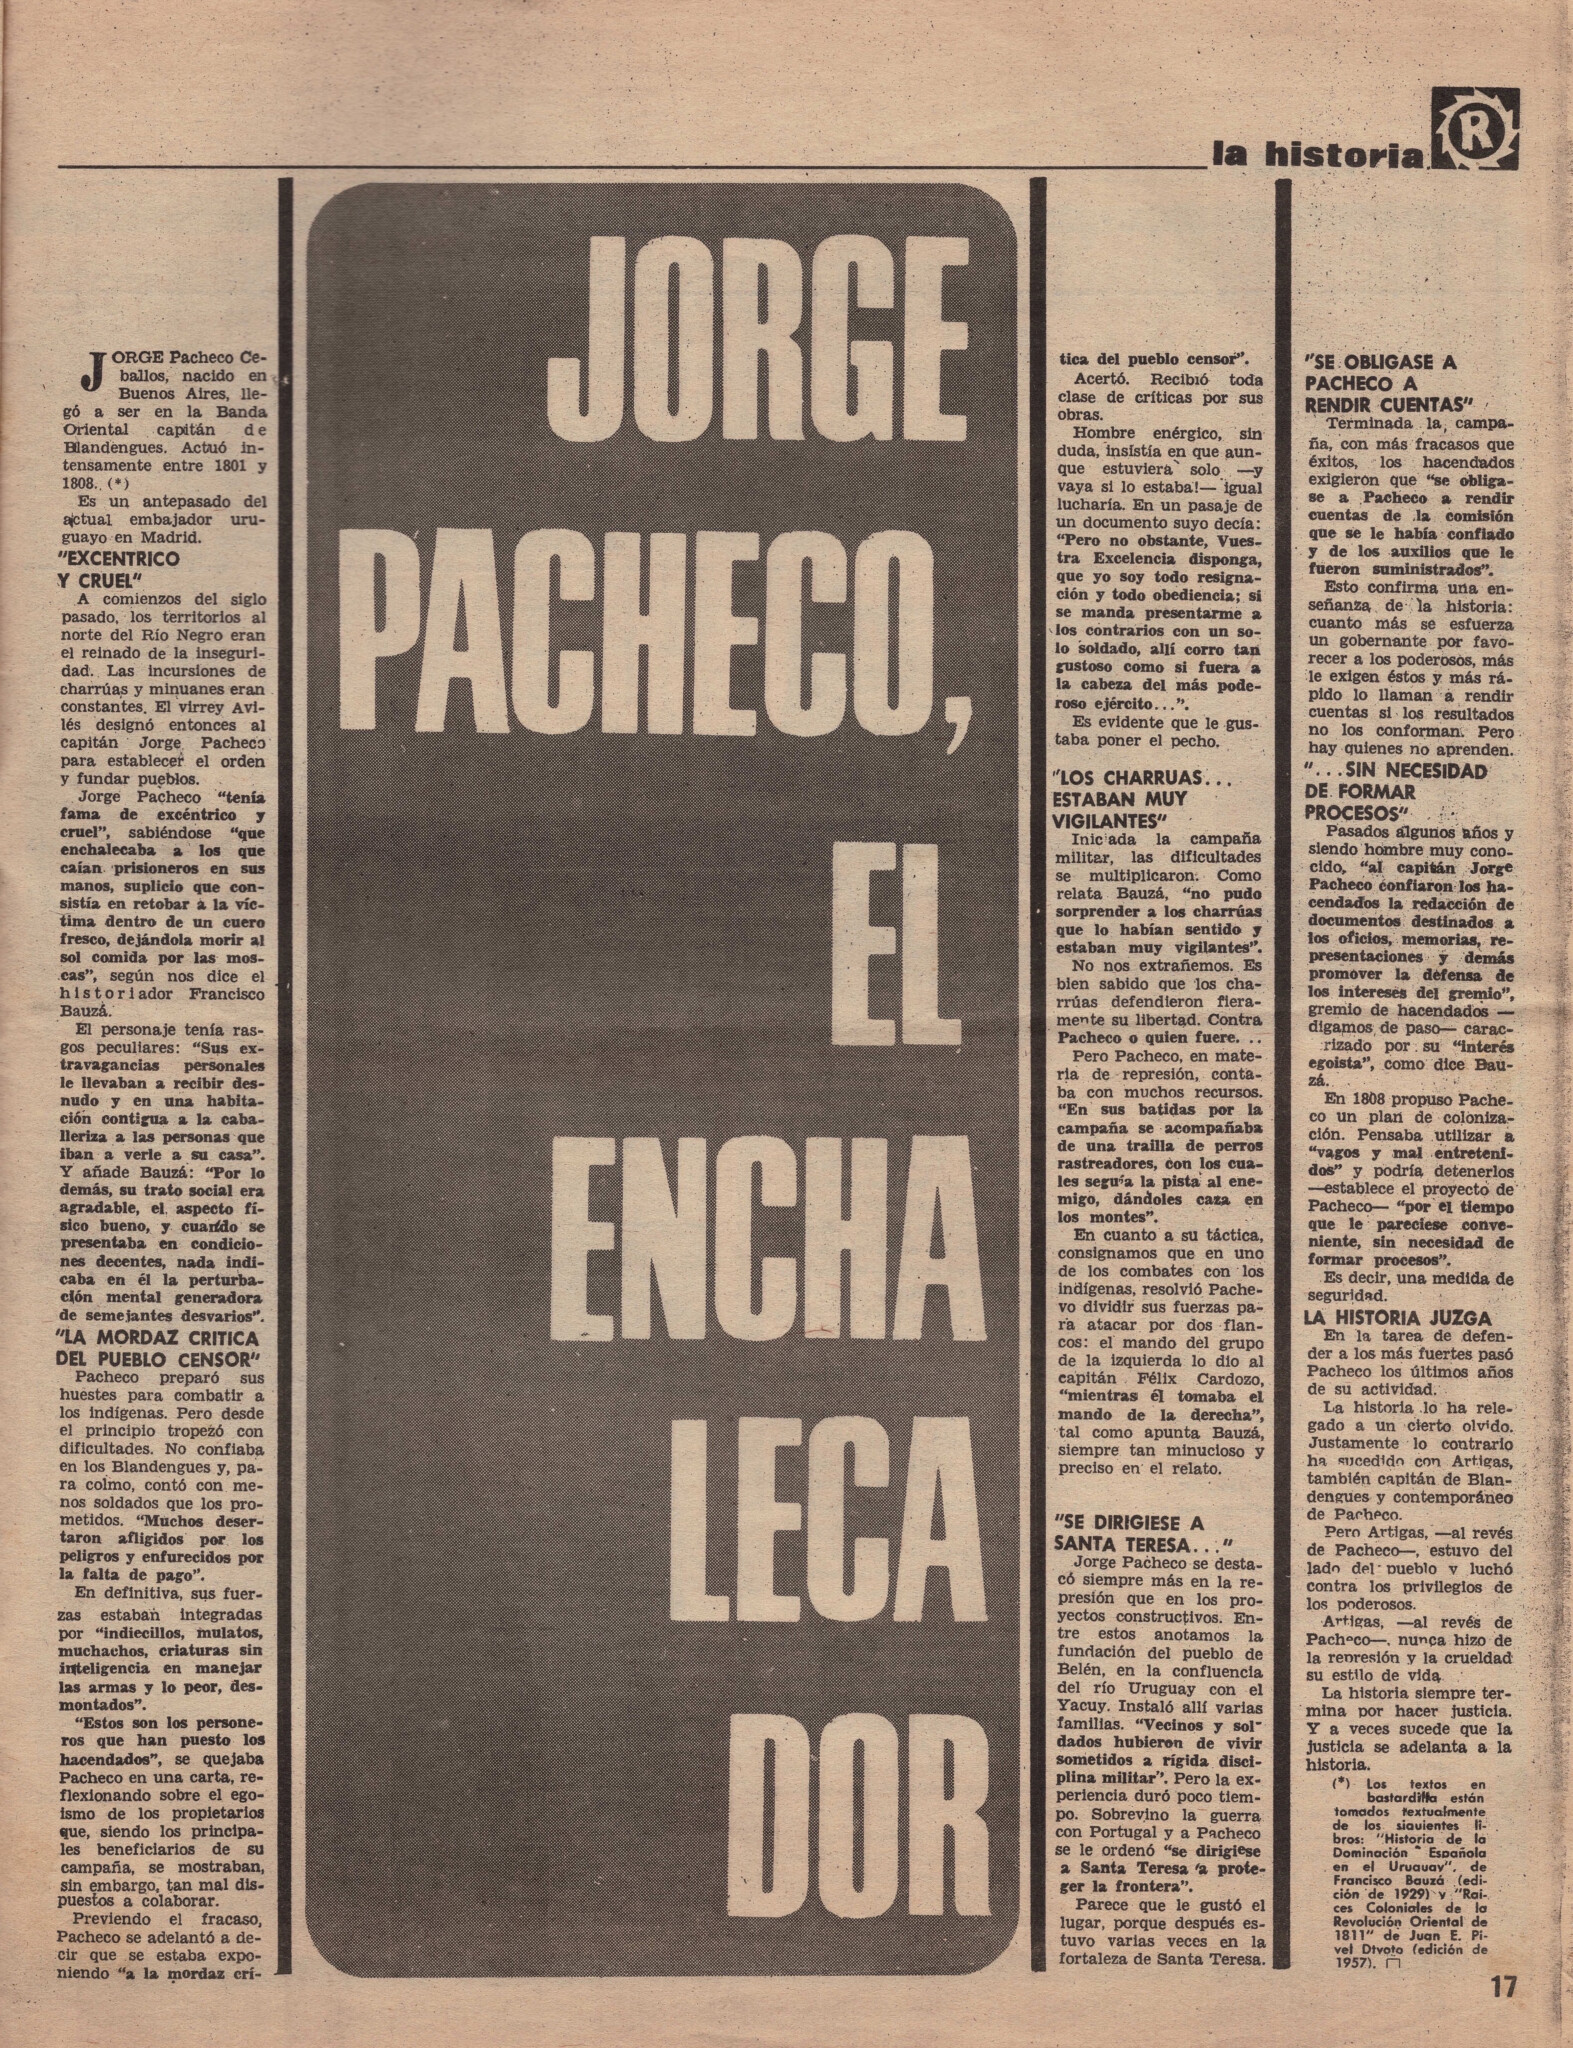 la historia
R
JORGE
PACHECO,
EL
ENCHA
LECA
DOR
JORGE Pacheco Ce-
ballos, nacido en
Buenos Aires, lle-
gó a ser en la Banda
Oriental capitán de
Blandengues. Actuó in-
tensamente entre 1801 y
1808. (*)
Es un antepasado del
actual embajador uru-
guayo en Madrid.
"EXCENTRICO
Y CRUEL"
A comienzos del siglo
pasado, los territorios al
norte del Río Negro eran
el reinado de la inseguri-
dad. Las incursiones de
charrúas y minuanes eran
constantes. El virrey Avi-
lés designó entonces al
capitán Jorge Pacheco
para establecer el orden
y fundar pueblos.
Jorge Pacheco "tenía
fama de excéntrico y
cruel", sabiéndose "que
enchalecaba a los que
caían prisioneros en sus
manos, suplicio que con-
sistía en retobar a la víc-
tima dentro de un cuero
fresco, dejándola morir al
sol comida por las mos-
cas", según nos dice el
historiador Francisco
Bauzá.
El personaje tenía ras-
gos peculiares: "Sus ex-
travagancias personales
le llevaban a recibir des-
nudo y en una habita-
ción contigua a la caba-
lleriza a las personas que
iban a verle a su casa".
Y añade Bauzá: "Por lo
demás, su trato social era
agradable, el aspecto fí-
sico bueno, y cuando se
presentaba en condicio-
nes decentes, nada indi-
caba en él la perturba-
ción mental generadora
de semejantes desvarios".
"LA MORDAZ CRITICA
DEL PUEBLO CENSOR"
Pacheco preparó sus
huestes para combatir a
los indígenas. Pero desde
el principio tropezó con
dificultades. No confiaba
en los Blandengues y, pa-
ra colmo, contó con me-
nos soldados que los pro-
metidos. "Muchos deser-
taron afligidos por los
peligros y enfurecidos por
la falta de pago".
En definitiva, sus fuer-
zas estaban integradas
por "indiecillos, mulatos,
muchachos, criaturas sin
inteligencia en manejar
las armas y lo peor, des-
montados".
"Estos son los persone-
ros que han puesto los
hacendados", se quejaba
Pacheco en una carta, re-
flexionando sobre el ego-
ismo de los propietarios
que, siendo los principa-
les beneficiarios de su
campaña, se mostraban,
sin embargo, tan mal dis-
puestos a colaborar.
Previendo el fracaso,
Pacheco se adelantó a de-
cir que se estaba expo-
niendo "a la mordaz crí-
tica del pueblo censor".
Acertó. Recibió toda
clase de críticas por sus
obras.
Hombre enérgico, sin
duda, insistía en que aun-
que estuviera solo —y
vaya si lo estaba!— igual
lucharía. En un pasaje de
un documento suyo decía:
"Pero no obstante, Vues-
tra Excelencia disponga,
que yo soy todo resigna-
ción y todo obediencia; si
se manda presentarme a
los contrarios con un so-
lo soldado, allí corro tan
gustoso como si fuera a
la cabeza del más pode-
roso ejército...".
Es evidente que le gus-
taba poner el pecho.
"LOS CHARRUAS...
ESTABAN MUY
VIGILANTES"
Iniciada la campaña
militar, las dificultades
se multiplicaron. Como
relata Bauzá, "no pudo
sorprender a los charrúas
que lo habían sentido y
estaban muy vigilantes".
No nos extrañemos. Es
bien sabido que los cha-
rrúas defendieron fiera-
mente su libertad. Contra
Pacheco o quien fuere...
Pero Pacheco, en mate-
ria de represión, conta-
ba con muchos recursos.
"En sus batidas por la
campaña se acompañaba
de una trailla de perros
rastreadores, con los cua-
les seguía la pista al ene-
migo, dándoles caza en
los montes".
En cuanto a su táctica,
consignamos que en uno
de los combates con los
indígenas, resolvió Pache-
vo dividir sus fuerzas pa-
ra atacar por dos flan-
cos: el mando del grupo
de la izquierda lo dio al
capitán Félix Cardozo,
"mientras él tomaba el
mando de la derecha",
tal como apunta Bauzá,
siempre tan minucioso y
preciso en el relato.
"SE DIRIGIESE A
SANTA TERESA..."
Jorge Pacheco se desta-
có siempre más en la re-
presión que en los pro-
yectos constructivos. En-
tre estos anotamos la
fundación del pueblo de
Belén, en la confluencia
del río Uruguay con el
Yacuy. Instaló allí varias
familias. "Vecinos y sol-
dados hubieron de vivir
sometidos a rígida disci-
plina militar". Pero la ex-
periencia duró poco tiem-
po. Sobrevino la guerra
con Portugal y a Pacheco
se le ordenó "se dirigiese
a Santa Teresa a prote-
ger la frontera".
Parece que le gustó el
lugar, porque después es-
tuvo varias veces en la
fortaleza de Santa Teresa.
"SE OBLIGASE A
PACHECO A
RENDIR CUENTAS"
Terminada la campa-
ña, con más fracasos que
éxitos, los hacendados
exigieron que "se obliga-
se a Pacheco a rendir
cuentas de la comisión
que se le había confiado
y de los auxilios que le
fueron suministrados".
Esto confirma una en-
señanza de la historia:
cuanto más se esfuerza
un gobernante por favo-
recer a los poderosos, más
le exigen éstos y más rá-
pido lo llaman a rendir
cuentas si los resultados
no los conforman. Pero
hay quienes no aprenden.
"...SIN NECESIDAD
DE FORMAR
PROCESOS"
Pasados algunos años y
siendo hombre muy cono-
cido, "al capitán Jorge
Pacheco confiaron los ha-
cendados la redacción de
documentos destinados a
los oficios, memorias, re-
presentaciones y demás
promover la defensa de
los intereses del gremio",
gremio de hacendados —
digamos de paso— carac-
rizado por su "interés
egoista", como dice Bau-
zá.
En 1808 propuso Pache-
co un plan de coloniza-
ción. Pensaba utilizar a
"vagos y mal entreteni-
dos" y podría detenerlos
—establece el proyecto de
Pacheco— "por el tiempo
que le pareciese conve-
niente, sin necesidad de
formar procesos".
Es decir, una medida de
seguridad.
LA HISTORIA JUZGA
En la tarea de defen-
der a los más fuertes pasó
Pacheco los últimos años
de su actividad.
La historia lo ha rele-
gado a un cierto olvido.
Justamente lo contrario
ha sucedido con Artigas,
también capitán de Blan-
dengues y contemporáneo
de Pacheco.
Pero Artigas, —al revés
de Pacheco—, estuvo del
lado del pueblo y luchó
contra los privilegios de
los poderosos.
Artigas, —al revés de
Pacheco—, nunca hizo de
la represión y la crueldad
su estilo de vida.
La historia siempre ter-
mina por hacer justicia.
Y a veces sucede que la
justicia se adelanta a la
historia.
(*) Los textos en
bastardilla están
tomados textualmente
de los siguientes li-
bros: "Historia de la
Dominación Española
en el Uruguay", de
Francisco Bauzá (edi-
ción de 1929) y "Raí-
ces Coloniales de la
Revolución Oriental de
1811" de Juan E. Pi-
vel Dtvoto (edición de
1957).
17